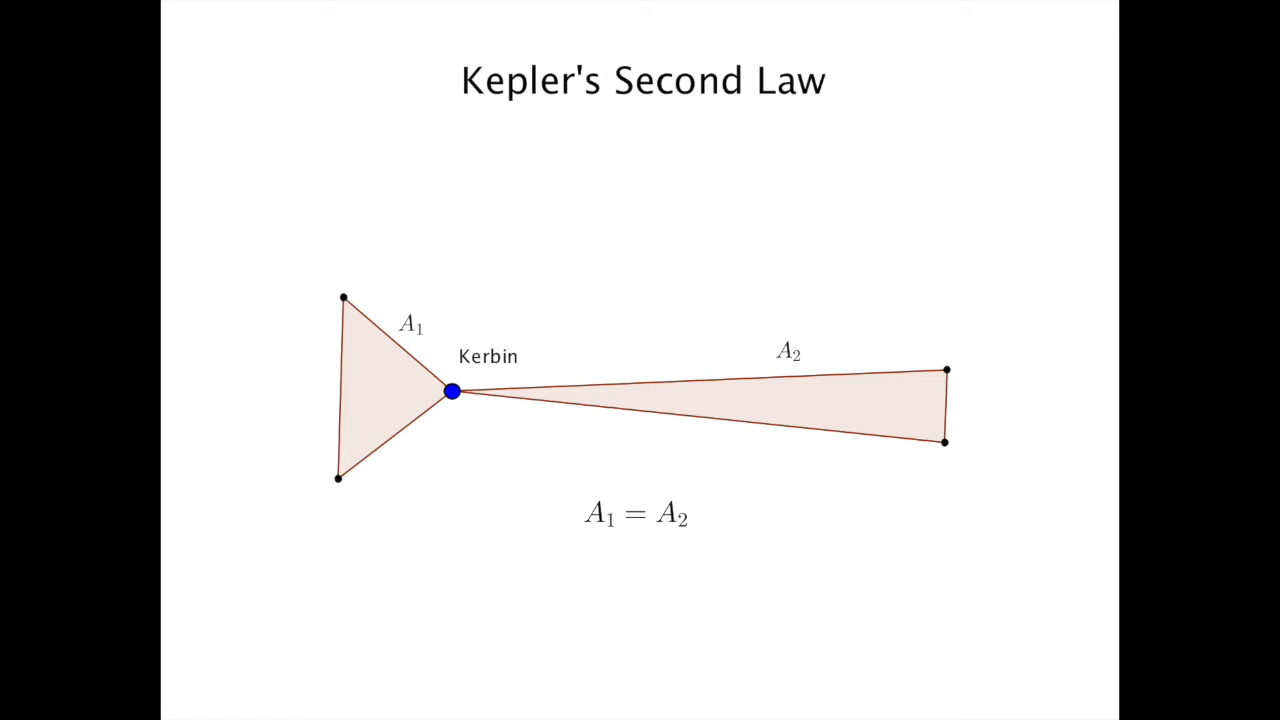 Kepler's Second Law
A₁
Kerbin
A₂
A₁ = A₂